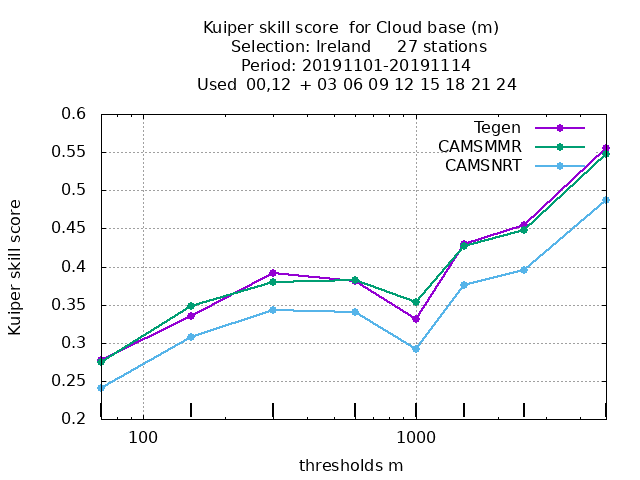 Kuiper skill score  for Cloud base (m)
Selection: Ireland     27 stations
Period: 20191101-20191114
Used  00,12  + 03 06 09 12 15 18 21 24
Tegen
CAMSMMR
CAMSNRT
0.6
0.55
0.5
0.45
0.4
0.35
0.3
0.25
0.2
Kuiper skill score
100
1000
thresholds m